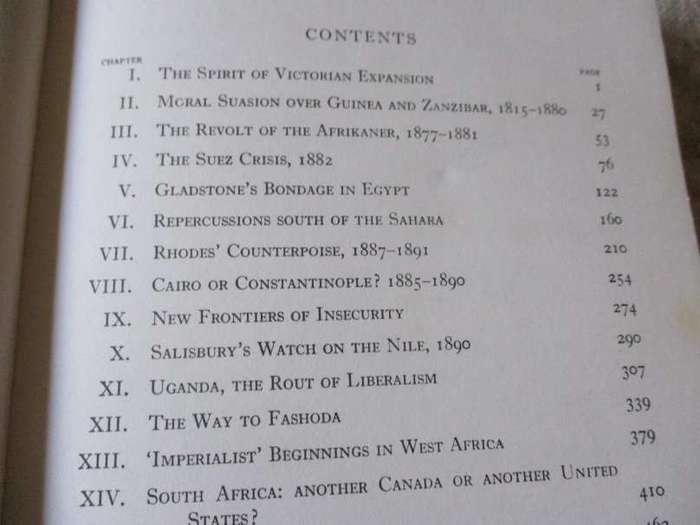 CONTENTS
CHAPTER PAGE
I. THE SPIRIT OF VICTORIAN EXPANSION 1
II. MORAL SUASION OVER GUINEA AND ZANZIBAR, 1815–1880 27
III. THE REVOLT OF THE AFRIKANER, 1877–1881 53
IV. THE SUEZ CRISIS, 1882 76
V. GLADSTONE'S BONDAGE IN EGYPT 122
VI. REPERCUSSIONS SOUTH OF THE SAHARA 160
VII. RHODES' COUNTERPOISE, 1887–1891 210
VIII. CAIRO OR CONSTANTINOPLE? 1885–1890 254
IX. NEW FRONTIERS OF INSECURITY 274
X. SALISBURY'S WATCH ON THE NILE, 1890 290
XI. UGANDA, THE ROUT OF LIBERALISM 307
XII. THE WAY TO FASHODA 339
XIII. 'IMPERIALIST' BEGINNINGS IN WEST AFRICA 379
XIV. SOUTH AFRICA: ANOTHER CANADA OR ANOTHER UNITED
STATES? 410